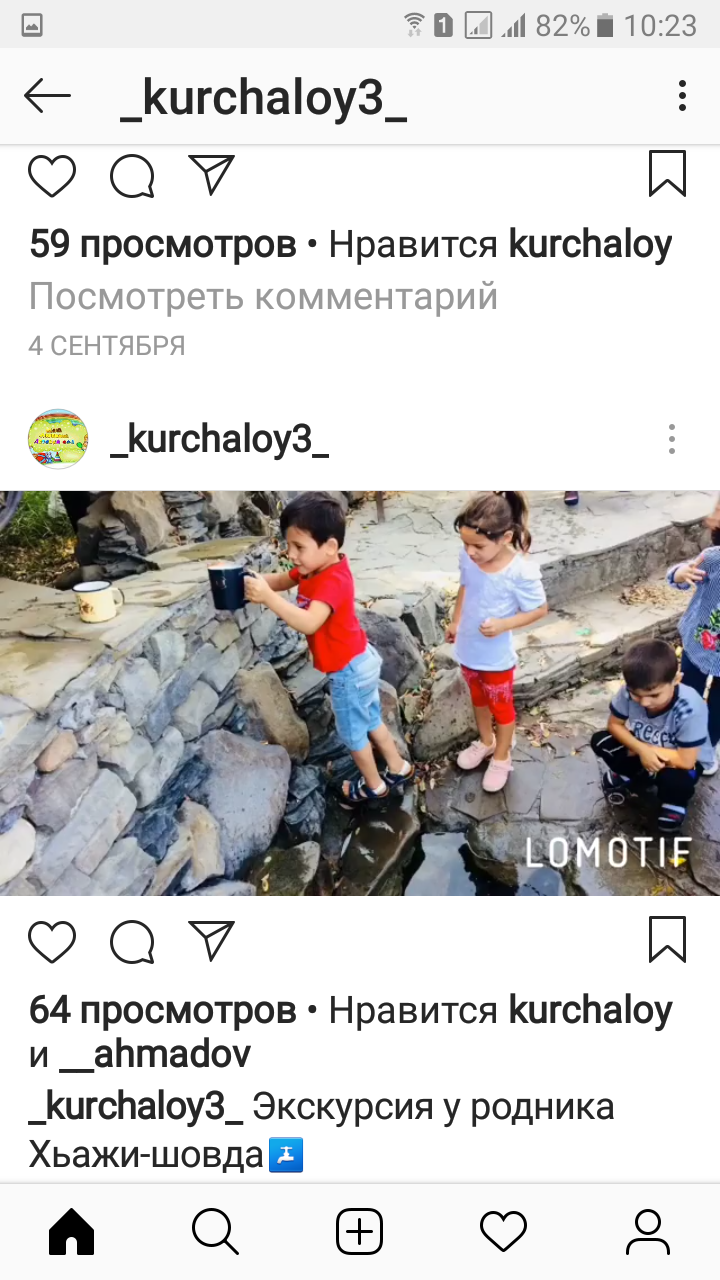 1 82% 10:23
_kurchaloy3_
59 просмотров • Нравится kurchaloy
Посмотреть комментарий
4 СЕНТЯБРЯ
_kurchaloy3_
LOMOTIF
64 просмотров • Нравится kurchaloy
и __ahmadov
_kurchaloy3_ Экскурсия у родника
Хьажи-шовда